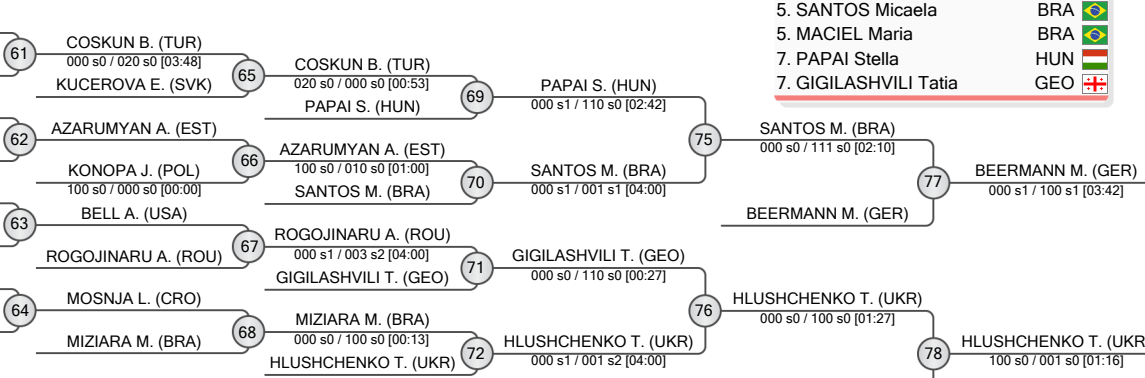 5. SANTOS Micaela BRA
5. MACIEL Maria BRA
7. PAPAI Stella HUN
7. GIGILASHVILI Tatia GEO
61
COSKUN B. (TUR)
000 s0 / 020 s0 [03:48]
KUCEROVA E. (SVK)
62
AZARUMYAN A. (EST)
KONOPA J. (POL)
100 s0 / 000 s0 [00:00]
63
BELL A. (USA)
ROGOJINARU A. (ROU)
64
MOSNJA L. (CRO)
MIZIARA M. (BRA)
65
COSKUN B. (TUR)
020 s0 / 000 s0 [00:53]
PAPAI S. (HUN)
66
AZARUMYAN A. (EST)
100 s0 / 010 s0 [01:00]
SANTOS M. (BRA)
67
ROGOJINARU A. (ROU)
000 s1 / 003 s2 [04:00]
GIGILASHVILI T. (GEO)
68
MIZIARA M. (BRA)
000 s0 / 100 s0 [00:13]
HLUSHCHENKO T. (UKR)
69
PAPAI S. (HUN)
000 s1 / 110 s0 [02:42]
70
SANTOS M. (BRA)
000 s1 / 001 s1 [04:00]
71
GIGILASHVILI T. (GEO)
000 s0 / 110 s0 [00:27]
72
HLUSHCHENKO T. (UKR)
000 s1 / 001 s2 [04:00]
75
SANTOS M. (BRA)
000 s0 / 111 s0 [02:10]
BEERMANN M. (GER)
76
HLUSHCHENKO T. (UKR)
000 s0 / 100 s0 [01:27]
77
BEERMANN M. (GER)
000 s1 / 100 s1 [03:42]
78
HLUSHCHENKO T. (UKR
100 s0 / 001 s0 [01:16]